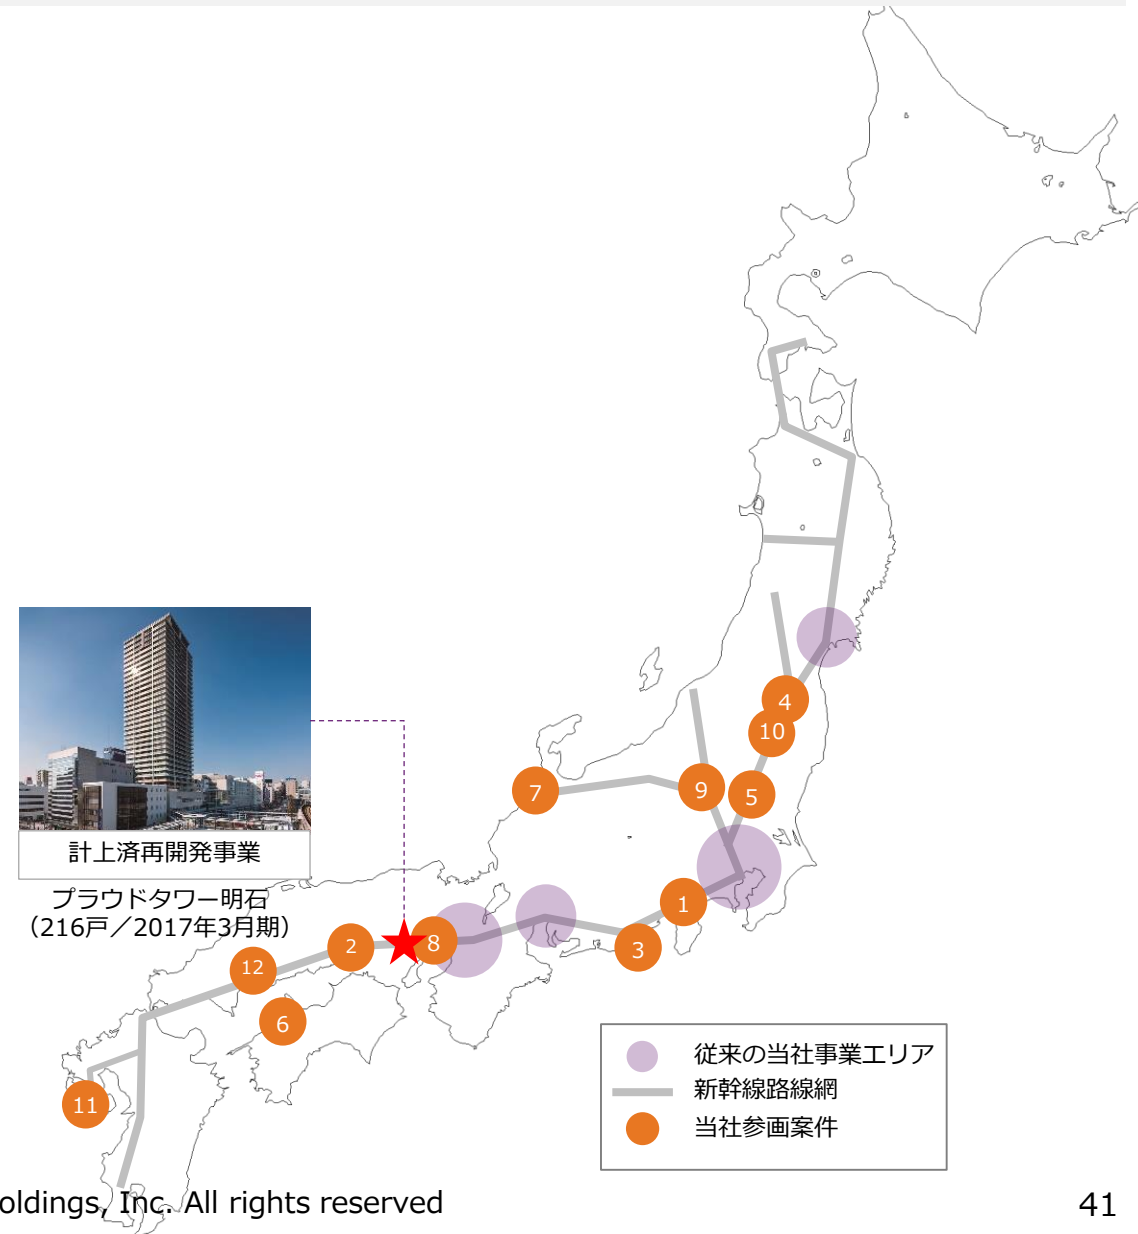 4
10
7
9
5
計上済再開発事業
プラウドタワー明石
(216戸／2017年3月期)
1
8
2
3
12
6
11
従来の当社事業エリア
新幹線路線網
当社参画案件
oldings, Inc. All rights reserved
41